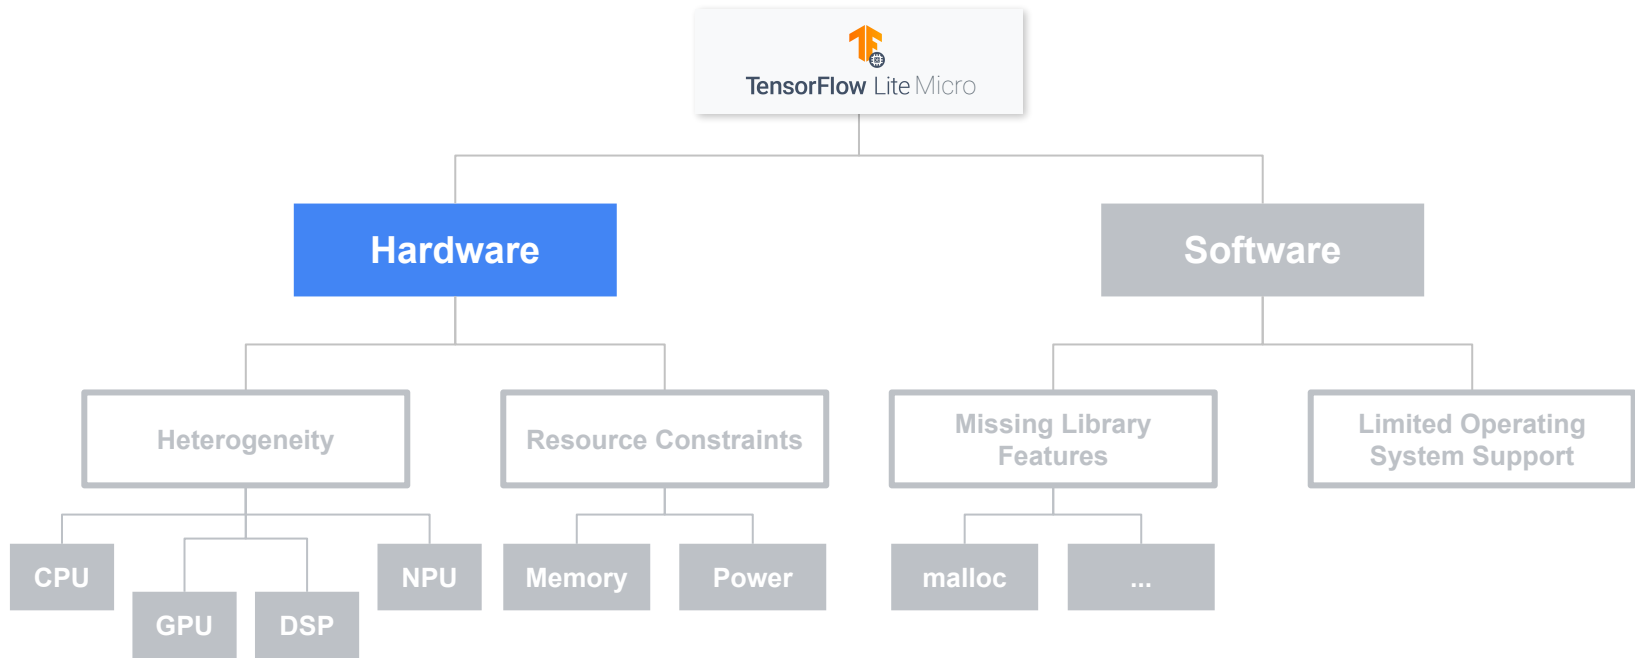 TensorFlow Lite Micro
Hardware
Software
Heterogeneity
Resource Constraints
Missing Library
Features
Limited Operating
System Support
CPU
GPU
DSP
NPU
Memory
Power
malloc
...